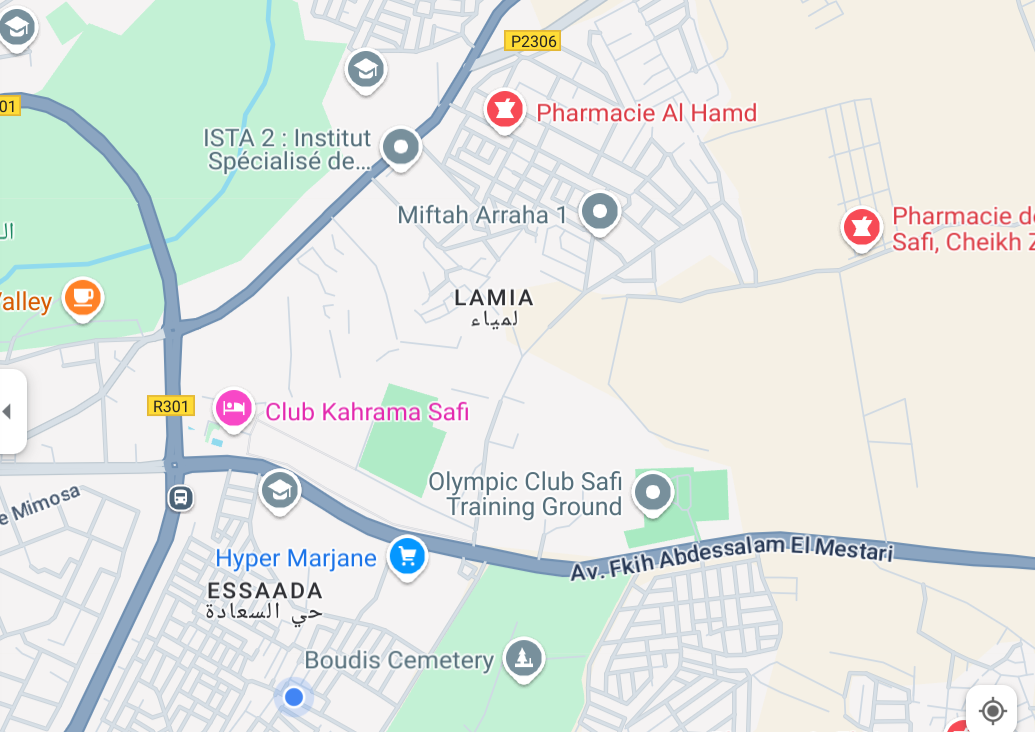 P2306
01
Pharmacie Al Hamd
ISTA 2 : Institut
Spécialisé de...
Miftah Arraha 1
Pharmacie d
Safi, Cheikh Z
LAMIA
لمياء
alley
R301
Club Kahrama Safi
Olympic Club Safi
Training Ground
e Mimosa
Av. Fkih Abdessalam El Mestari
Hyper Marjane
ESSAADA
حي السعادة
Boudis Cemetery